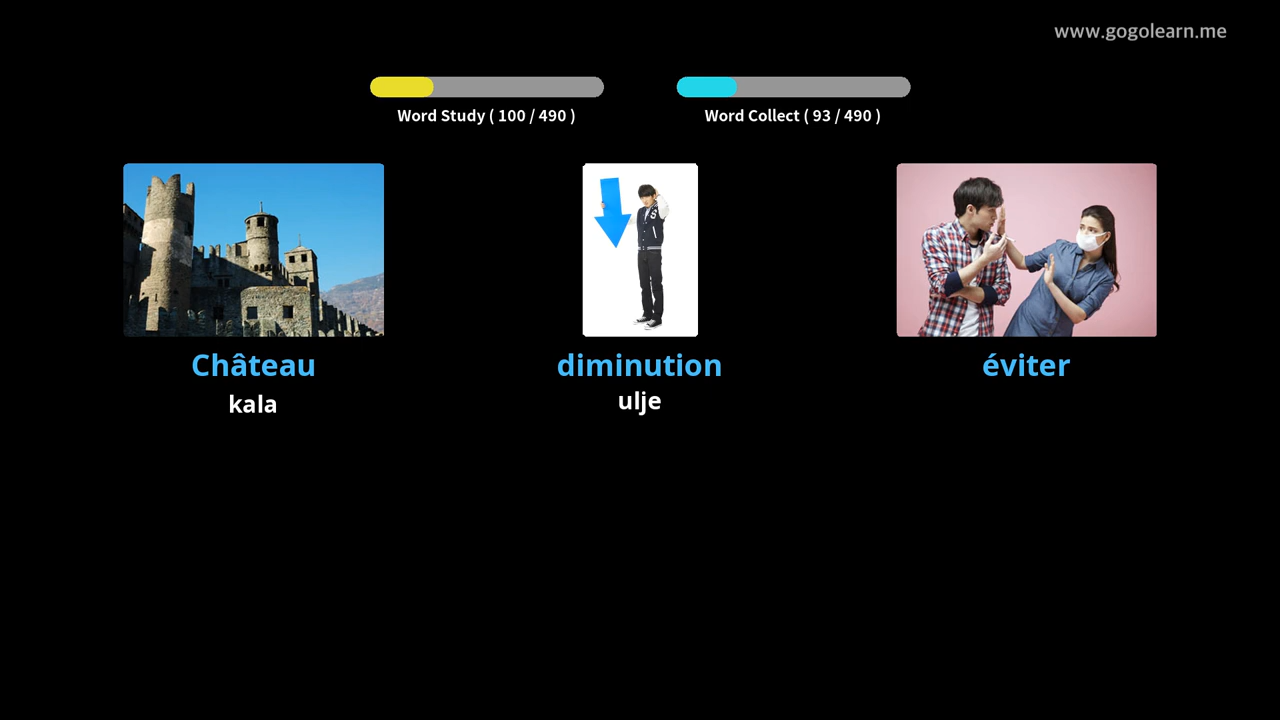 www.gogolearn.me
Word Study ( 100 / 490 )
Word Collect ( 93 / 490 )
Château
diminution
éviter
kala
ulje